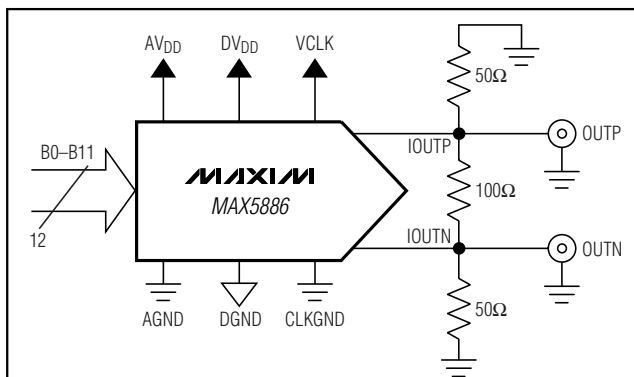 AVDD DVDD VCLK
50Ω
B0–B11
IOUTP
OUTP
MAXIM
MAX5886
100Ω
12
IOUTN
OUTN
50Ω
AGND DGND CLKGND